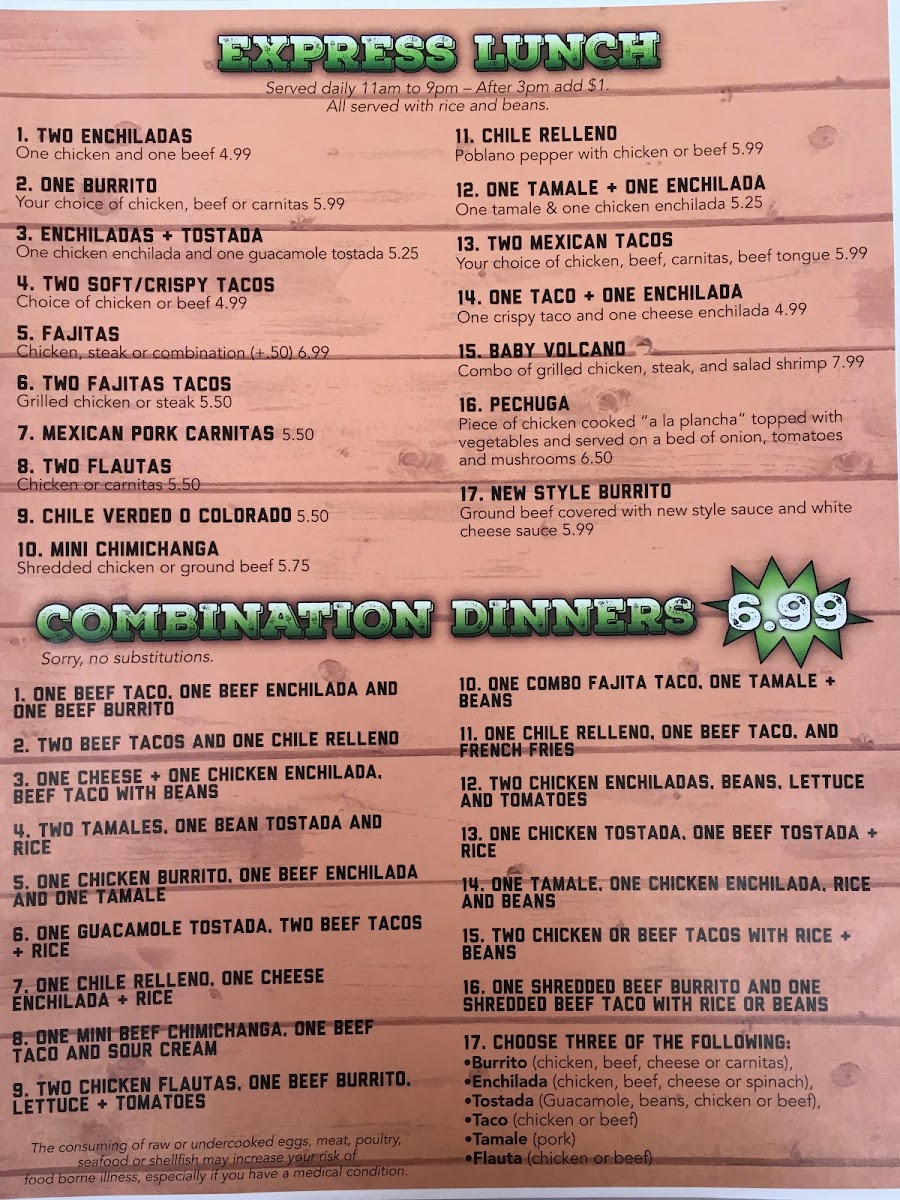 EXPRESS LUNCH
Served daily 11am to 9pm – After 3pm add $1.
All served with rice and beans.
1. TWO ENCHILADAS
One chicken and one beef 4.99
2. ONE BURRITO
Your choice of chicken, beef or carnitas 5.99
3. ENCHILADAS + TOSTADA
One chicken enchilada and one guacamole tostada 5.25
4. TWO SOFT/CRISPY TACOS
Choice of chicken or beef 4.99
5. FAJITAS
Chicken, steak or combination (+.50) 6.99
6. TWO FAJITAS TACOS
Grilled chicken or steak 5.50
7. MEXICAN PORK CARNITAS 5.50
8. TWO FLAUTAS
Chicken or carnitas 5.50
9. CHILE VERDED O COLORADO 5.50
10. MINI CHIMICHANGA
Shredded chicken or ground beef 5.75
11. CHILE RELLENO
Poblano pepper with chicken or beef 5.99
12. ONE TAMALE + ONE ENCHILADA
One tamale & one chicken enchilada 5.25
13. TWO MEXICAN TACOS
Your choice of chicken, beef, carnitas, beef tongue 5.99
14. ONE TACO + ONE ENCHILADA
One crispy taco and one cheese enchilada 4.99
15. BABY VOLCANO
Combo of grilled chicken, steak, and salad shrimp 7.99
16. PECHUGA
Piece of chicken cooked "a la plancha" topped with
vegetables and served on a bed of onion, tomatoes
and mushrooms 6.50
17. NEW STYLE BURRITO
Ground beef covered with new style sauce and white
cheese sauce 5.99
COMBINATION DINNERS 6.99
Sorry, no substitutions.
1. ONE BEEF TACO, ONE BEEF ENCHILADA AND
ONE BEEF BURRITO
2. TWO BEEF TACOS AND ONE CHILE RELLENO
3. ONE CHEESE + ONE CHICKEN ENCHILADA,
BEEF TACO WITH BEANS
4. TWO TAMALES, ONE BEAN TOSTADA AND
RICE
5. ONE CHICKEN BURRITO, ONE BEEF ENCHILADA
AND ONE TAMALE
6. ONE GUACAMOLE TOSTADA, TWO BEEF TACOS
+ RICE
7. ONE CHILE RELLENO, ONE CHEESE
ENCHILADA + RICE
8. ONE MINI BEEF CHIMICHANGA, ONE BEEF
TACO AND SOUR CREAM
9. TWO CHICKEN FLAUTAS, ONE BEEF BURRITO,
LETTUCE + TOMATOES
The consuming of raw or undercooked eggs, meat, poultry,
seafood or shellfish may increase your risk of
food borne illness, especially if you have a medical condition.
10. ONE COMBO FAJITA TACO, ONE TAMALE +
BEANS
11. ONE CHILE RELLENO, ONE BEEF TACO, AND
FRENCH FRIES
12. TWO CHICKEN ENCHILADAS, BEANS, LETTUCE
AND TOMATOES
13. ONE CHICKEN TOSTADA, ONE BEEF TOSTADA +
RICE
14. ONE TAMALE, ONE CHICKEN ENCHILADA, RICE
AND BEANS
15. TWO CHICKEN OR BEEF TACOS WITH RICE +
BEANS
16. ONE SHREDDED BEEF BURRITO AND ONE
SHREDDED BEEF TACO WITH RICE OR BEANS
17. CHOOSE THREE OF THE FOLLOWING:
•Burrito (chicken, beef, cheese or carnitas),
•Enchilada (chicken, beef, cheese or spinach),
•Tostada (Guacamole, beans, chicken or beef),
•Taco (chicken or beef)
•Tamale (pork)
•Flauta (chicken or beef)